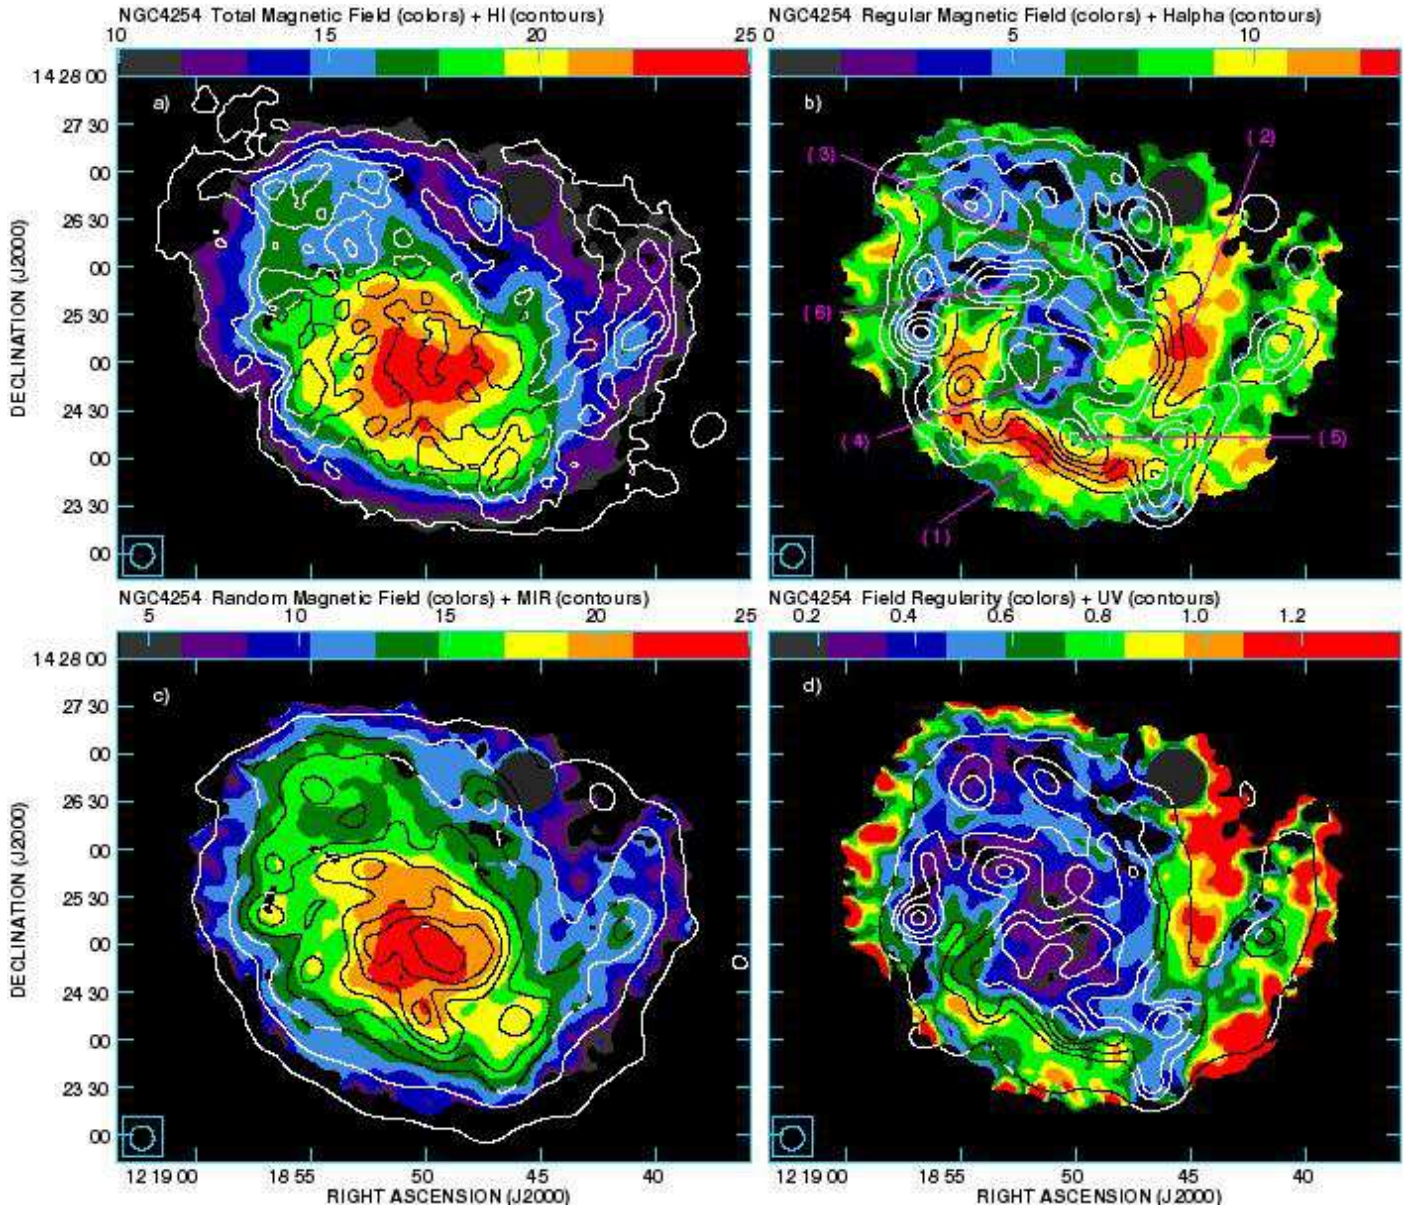 NGC4254 Total Magnetic Field (colors) + HI (contours)
10 15 20 25
a)
14 28 00
27 30
00
26 30
00
25 30
00
24 30
00
23 30
00
DECLINATION (J2000)
NGC4254 Regular Magnetic Field (colors) + Halpha (contours)
0 5 10
b)
( 2)
( 3)
( 6)
( 4)
( 5)
(1)
NGC4254 Random Magnetic Field (colors) + MIR (contours)
5 10 15 20 25
c)
14 28 00
27 30
00
26 30
00
25 30
00
24 30
00
23 30
00
DECLINATION (J2000)
12 19 00 18 55 50 45 40
RIGHT ASCENSION (J2000)
NGC4254 Field Regularity (colors) + UV (contours)
0.2 0.4 0.6 0.8 1.0 1.2
d)
12 19 00 18 55 50 45 40
RIGHT ASCENSION (J2000)